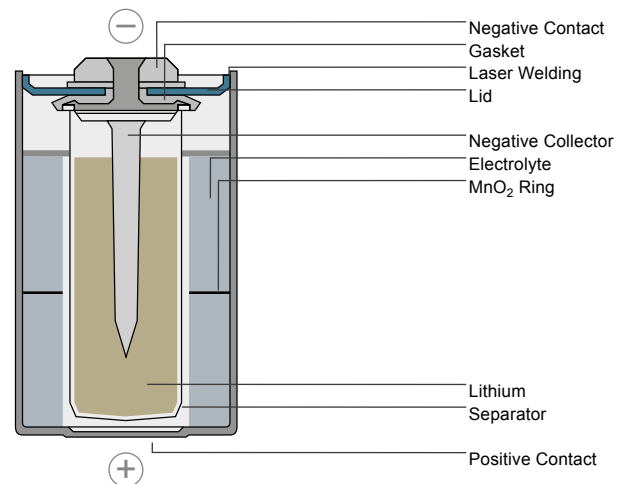 −
Negative Contact
Gasket
Laser Welding
Lid
Negative Collector
Electrolyte
MnO₂ Ring
Lithium
Separator
Positive Contact
+